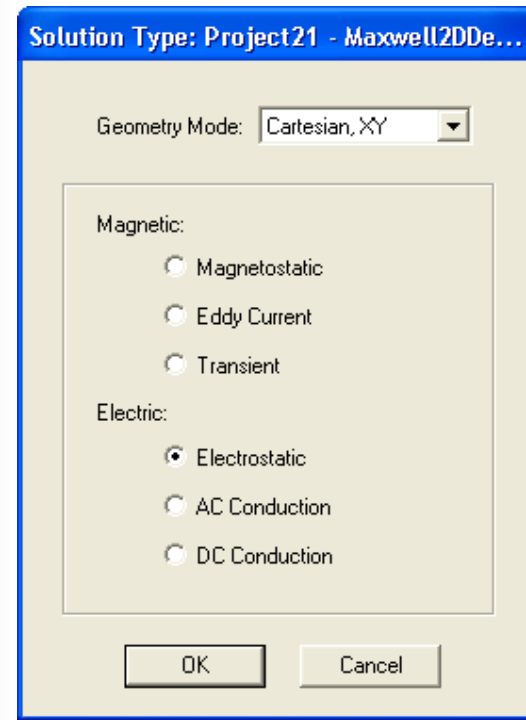 Solution Type: Project21 - Maxwell2DDe...
Geometry Mode: Cartesian, XY
Magnetic:
Magnetostatic
Eddy Current
Transient
Electric:
Electrostatic
AC Conduction
DC Conduction
OK Cancel